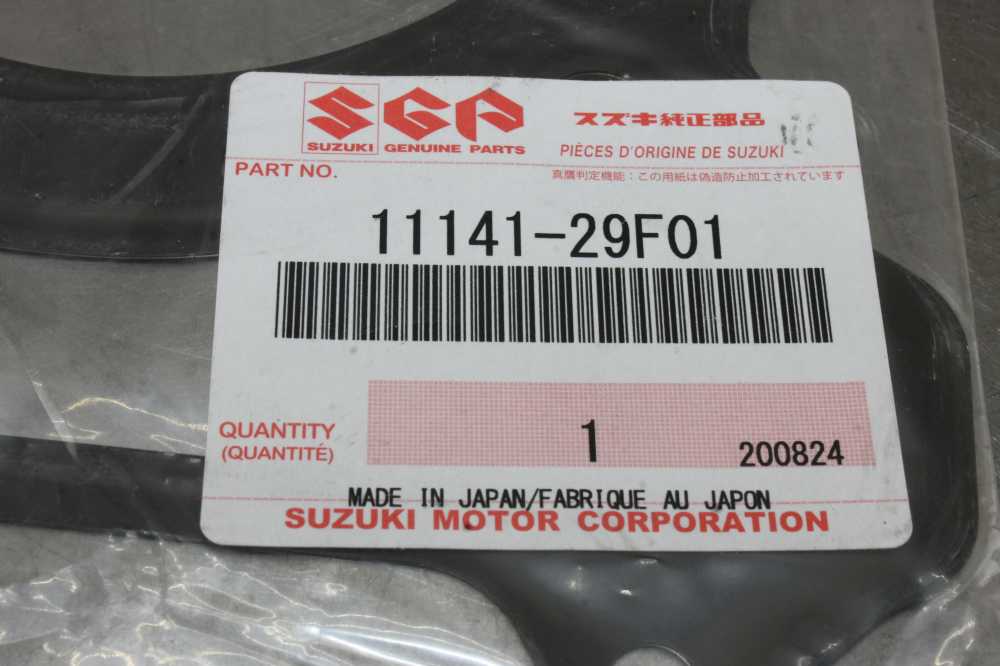 SGP
スズキ純正部品
SUZUKI GENUINE PARTS
PIÈCES D'ORIGINE DE SUZUKI
PART NO.
真贋判定機能：この用紙は偽造防止加工されています
11141-29F01
QUANTITY
(QUANTITÉ)
1
200824
MADE IN JAPAN/FABRIQUE AU JAPON
SUZUKI MOTOR CORPORATION